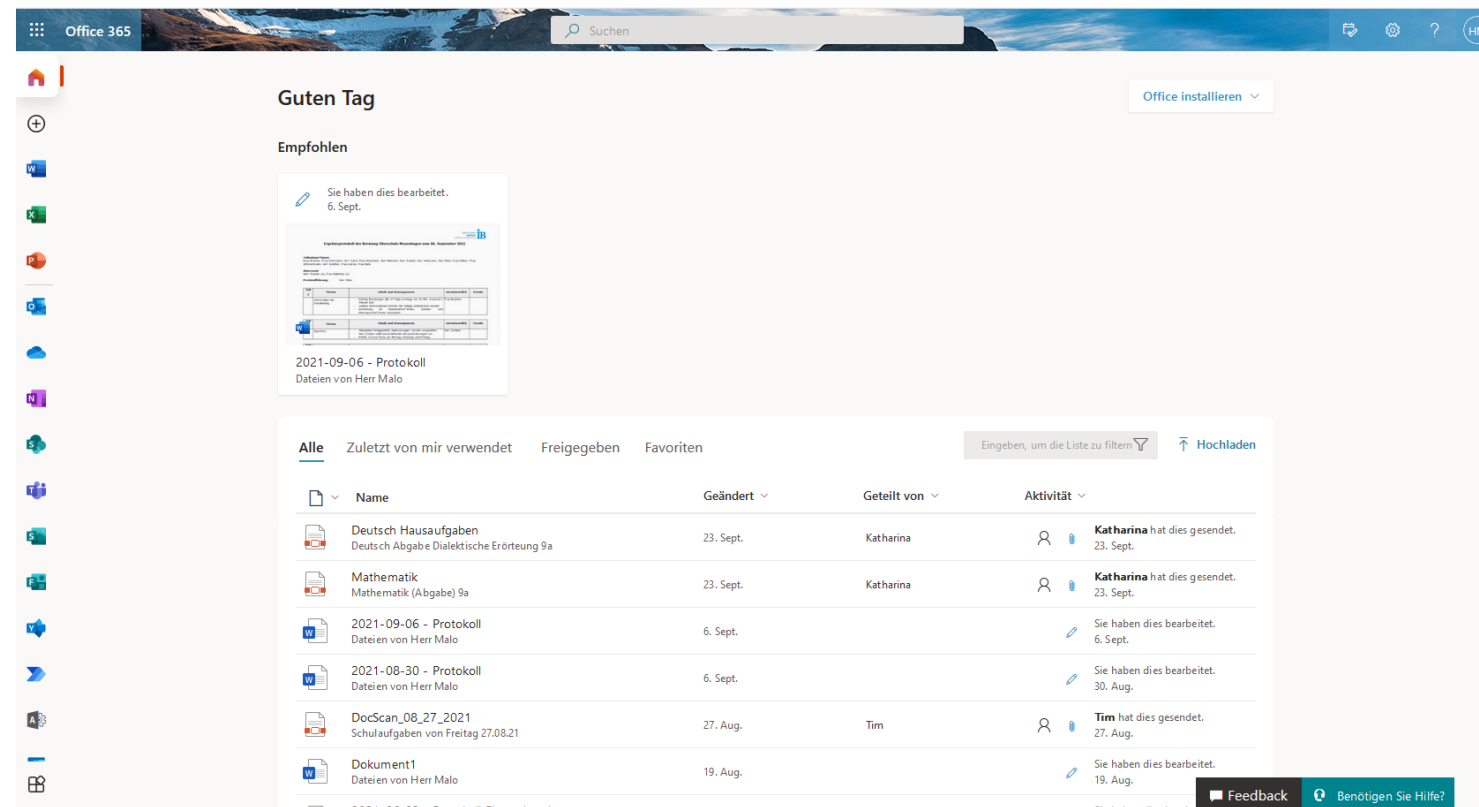 Office 365
Suchen
HM
Guten Tag
Office installieren
Empfohlen
Sie haben dies bearbeitet.
6. Sept.
iB
2021-09-06 - Protokoll
Dateien von Herr Malo
Alle Zuletzt von mir verwendet Freigegeben Favoriten
Eingeben, um die Liste zu filtern
Hochladen
Name Geändert Geteilt von Aktivität
Deutsch Hausaufgaben
Deutsch Abgabe Dialektische Erörteung 9a
23. Sept.
Katharina
Katharina hat dies gesendet.
23. Sept.
Mathematik
Mathematik (Abgabe) 9a
23. Sept.
Katharina
Katharina hat dies gesendet.
23. Sept.
2021-09-06 - Protokoll
Dateien von Herr Malo
6. Sept.
Sie haben dies bearbeitet.
6. Sept.
2021-08-30 - Protokoll
Dateien von Herr Malo
6. Sept.
Sie haben dies bearbeitet.
30. Aug.
DocScan_08_27_2021
Schulaufgaben von Freitag 27.08.21
27. Aug.
Tim
Tim hat dies gesendet.
27. Aug.
Dokument1
Dateien von Herr Malo
19. Aug.
Sie haben dies bearbeitet.
19. Aug.
Feedback
Benötigen Sie Hilfe?